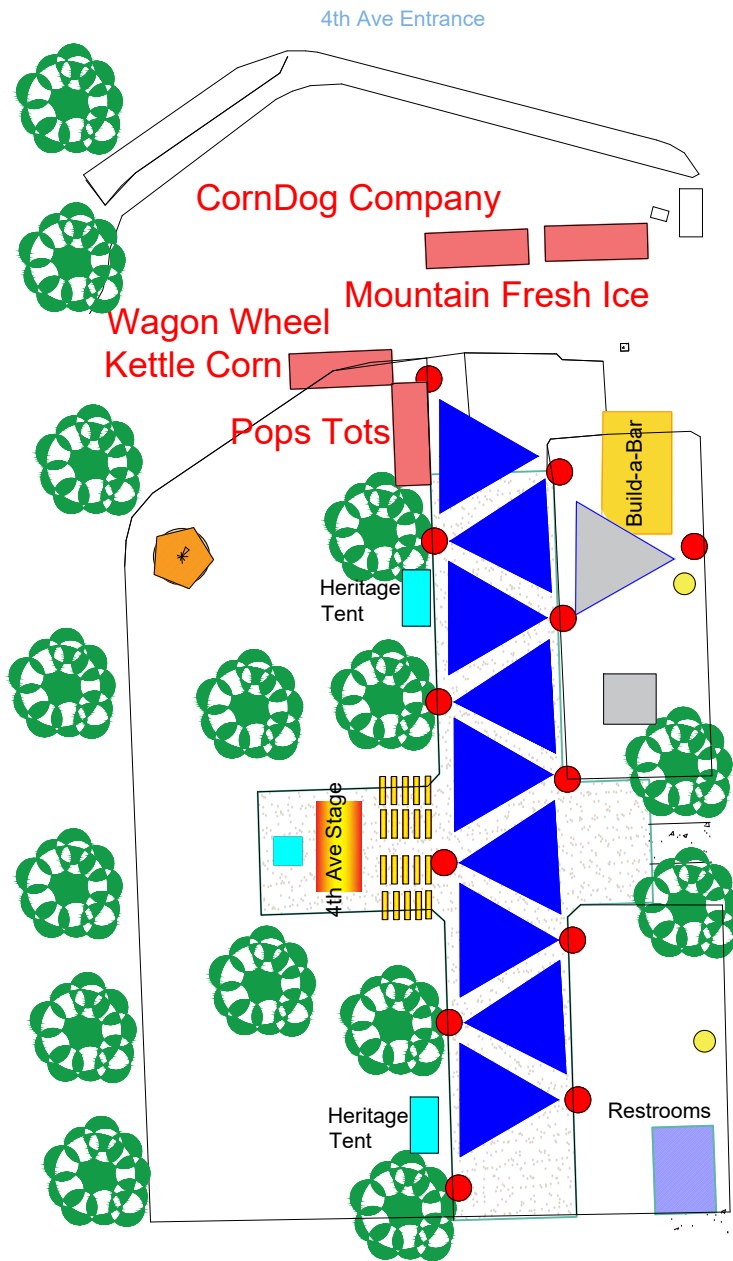 4th Ave Entrance
CornDog Company
Mountain Fresh Ice
Wagon Wheel
Kettle Corn
Pops Tots
Build-a-Bar
Heritage
Tent
4th Ave Stage
Heritage
Tent
Restrooms